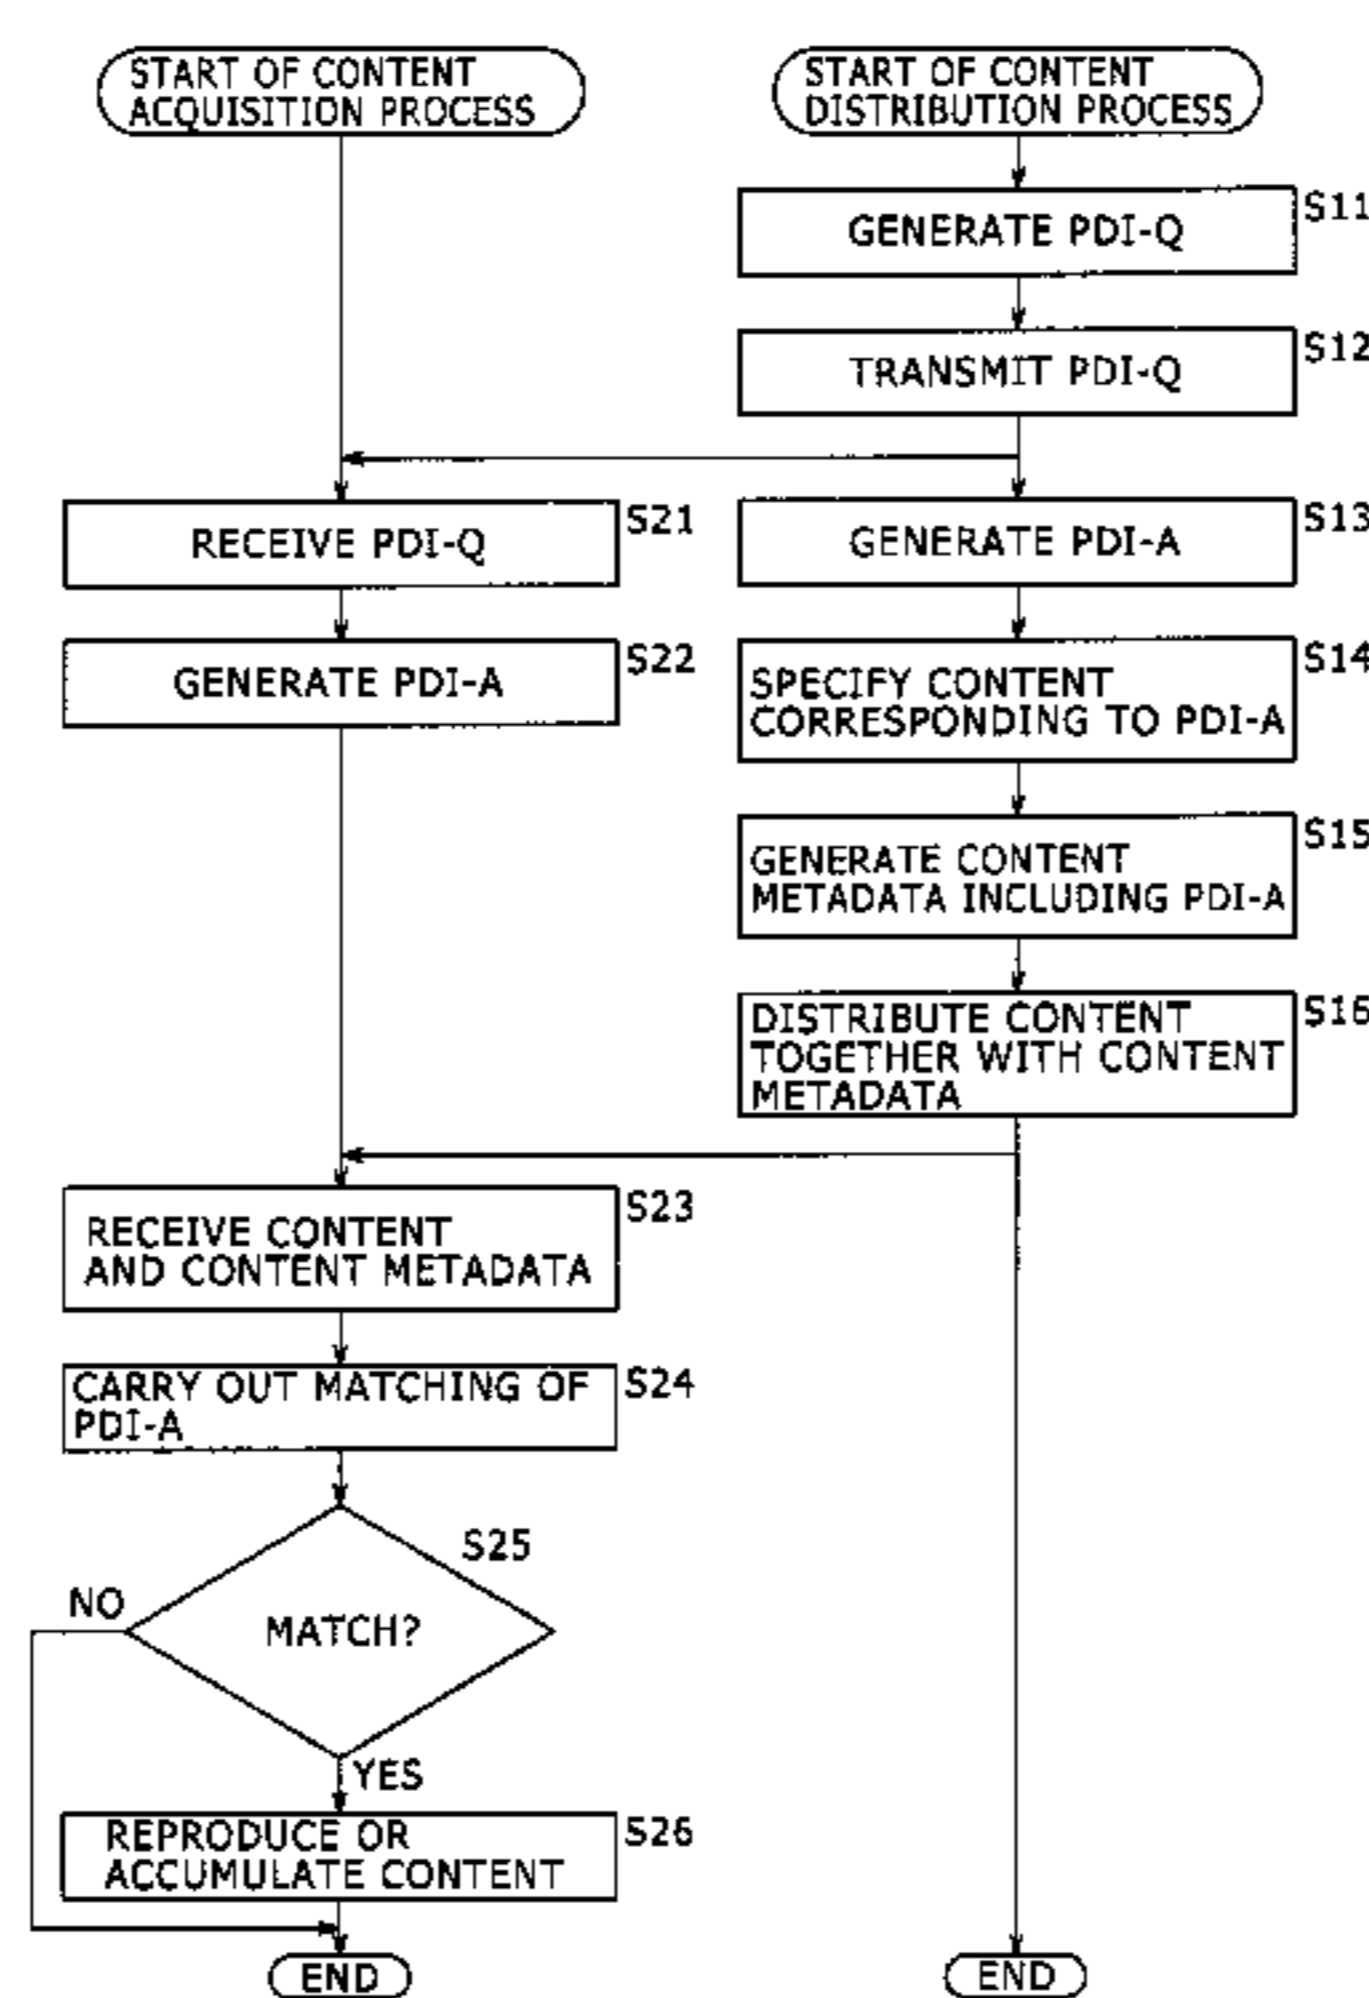 START OF CONTENT
ACQUISITION PROCESS
START OF CONTENT
DISTRIBUTION PROCESS
S11
GENERATE PDI-Q
S12
TRANSMIT PDI-Q
S21
RECEIVE PDI-Q
S13
GENERATE PDI-A
S22
GENERATE PDI-A
S14
SPECIFY CONTENT
CORRESPONDING TO PDI-A
S15
GENERATE CONTENT
METADATA INCLUDING PDI-A
S16
DISTRIBUTE CONTENT
TOGETHER WITH CONTENT
METADATA
S23
RECEIVE CONTENT
AND CONTENT METADATA
S24
CARRY OUT MATCHING OF
PDI-A
S25
NO
MATCH?
YES
S26
REPRODUCE OR
ACCUMULATE CONTENT
END
END